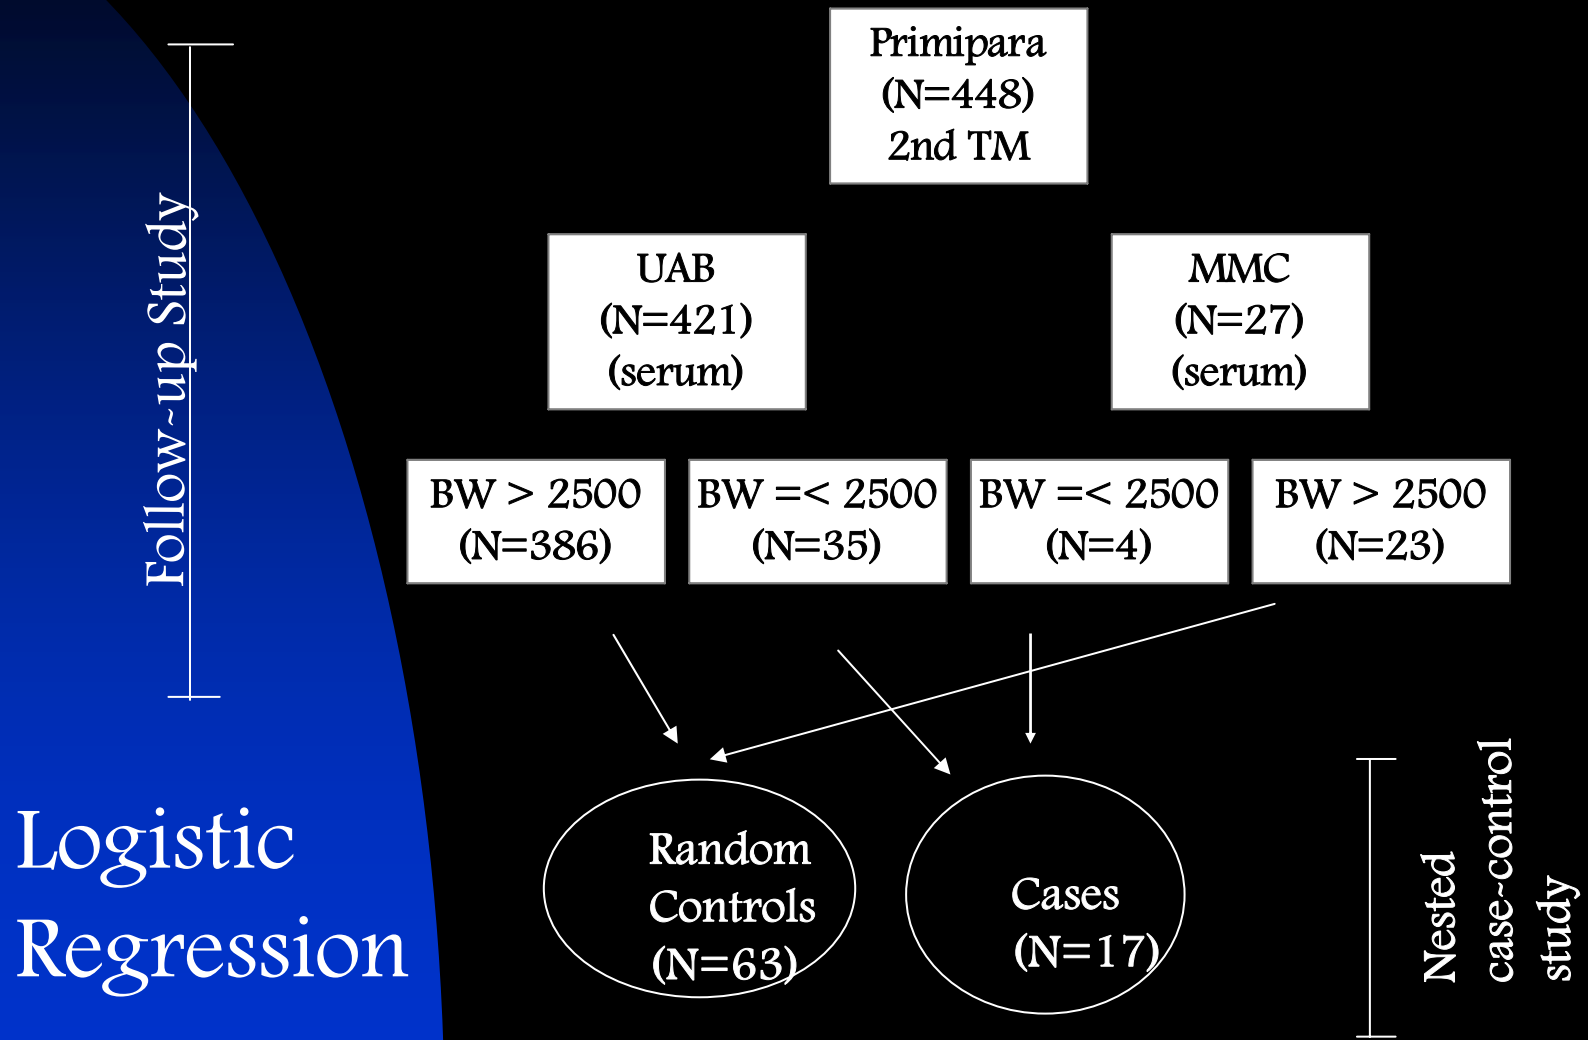 Primipara
(N=448)
2nd TM
UAB
(N=421)
(serum)
MMC
(N=27)
(serum)
Follow-up Study
BW > 2500
(N=386)
BW =< 2500
(N=35)
BW =< 2500
(N=4)
BW > 2500
(N=23)
Logistic
Regression
Random
Controls
(N=63)
Cases
(N=17)
Nested
case-control
study